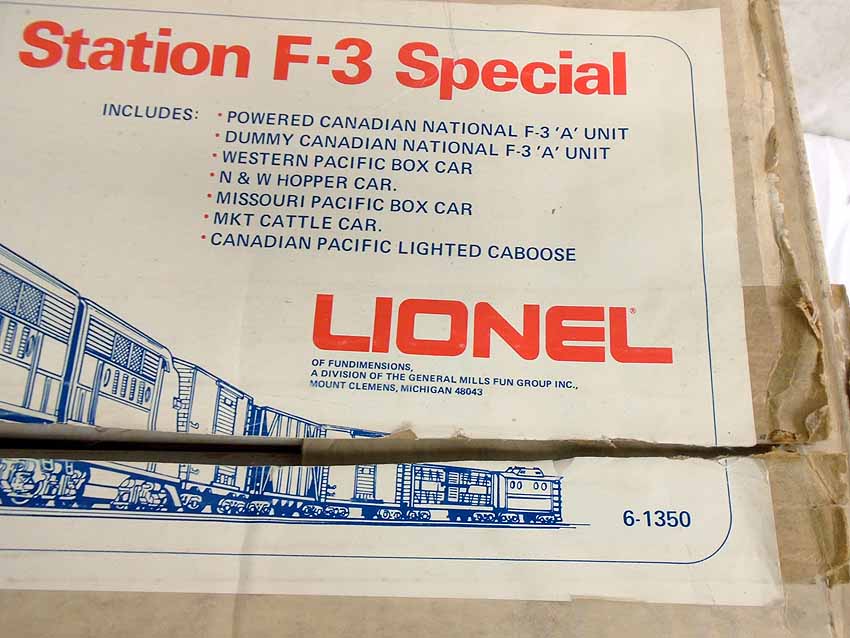 Station F-3 Special
INCLUDES: • POWERED CANADIAN NATIONAL F-3 'A' UNIT
• DUMMY CANADIAN NATIONAL F-3 'A' UNIT
• WESTERN PACIFIC BOX CAR
• N & W HOPPER CAR.
• MISSOURI PACIFIC BOX CAR
• MKT CATTLE CAR.
• CANADIAN PACIFIC LIGHTED CABOOSE
LIONEL®
OF FUNDIMENSIONS,
A DIVISION OF THE GENERAL MILLS FUN GROUP INC.,
MOUNT CLEMENS, MICHIGAN 48043
6-1350